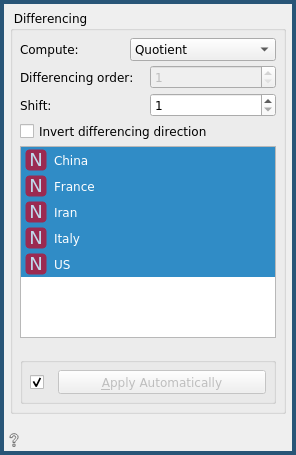 Differencing
Compute: Quotient
Differencing order: 1
Shift: 1
Invert differencing direction
N China
N France
N Iran
N Italy
N US
Apply Automatically
?